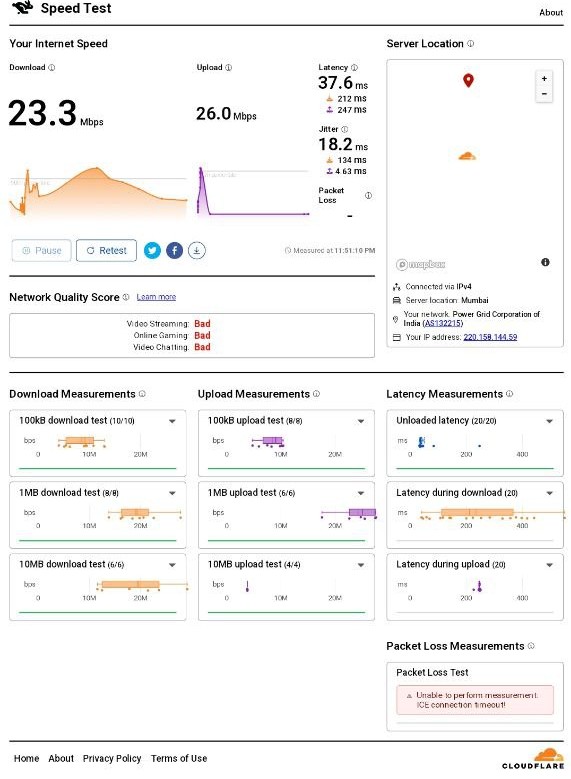 Speed Test
About
Your Internet Speed
Download
23.3 Mbps
Upload
26.0 Mbps
Latency
37.6 ms
212 ms
247 ms
Jitter
18.2 ms
134 ms
4.63 ms
Packet
Loss
-
Pause
Retest
Measured at 11:51:10 PM
Server Location
+
−
mapbox
Connected via IPv4
Server location: Mumbai
Your network: Power Grid Corporation of
India (AS132215)
Your IP address: 220.158.144.59
Network Quality Score
Learn more
Video Streaming: Bad
Online Gaming: Bad
Video Chatting: Bad
Download Measurements
100kB download test (10/10)
bps
0 10M 20M
1MB download test (8/8)
bps
0 10M 20M
10MB download test (6/6)
bps
0 10M 20M
Upload Measurements
100kB upload test (8/8)
bps
0 10M 20M
1MB upload test (6/6)
bps
0 10M 20M
10MB upload test (4/4)
bps
0 10M 20M
Latency Measurements
Unloaded latency (20/20)
ms
0 200 400
Latency during download (20)
ms
0 200 400
Latency during upload (20)
ms
0 200 400
Packet Loss Measurements
Packet Loss Test
Unable to perform measurement.
ICE connection timeout!
Home About Privacy Policy Terms of Use
CLOUDFLARE